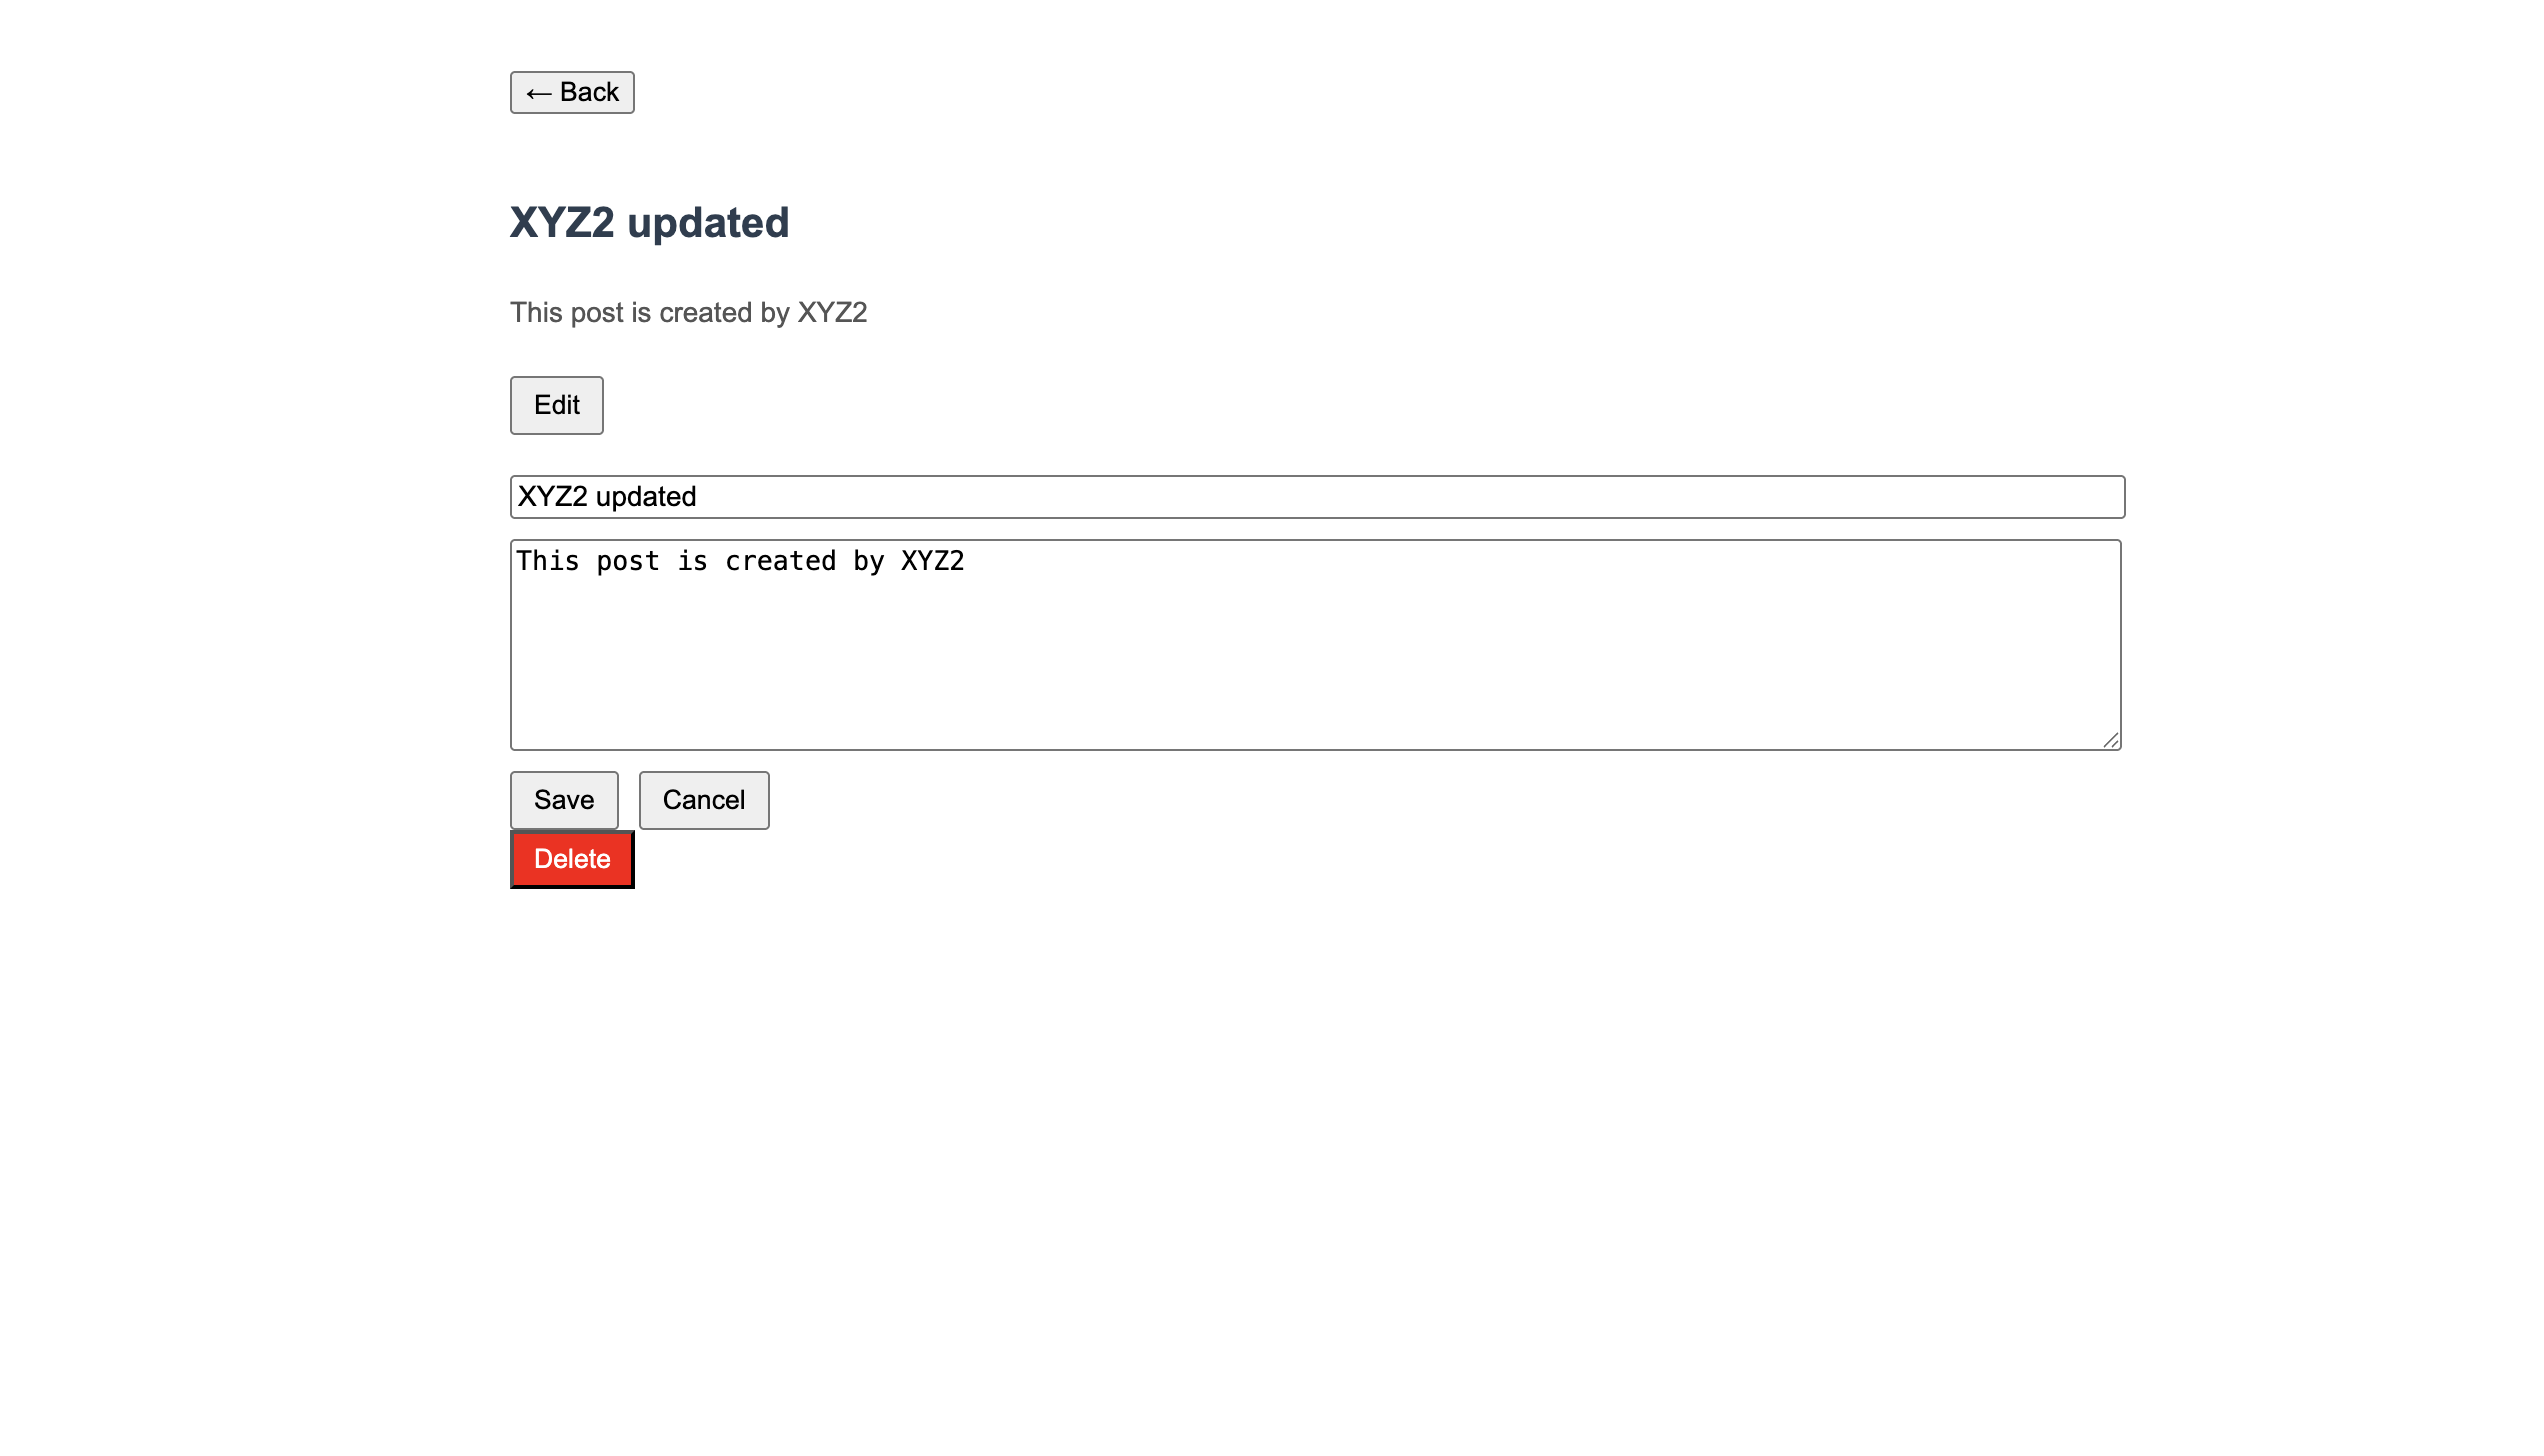 ← Back
XYZ2 updated
This post is created by XYZ2
Edit
XYZ2 updated
This post is created by XYZ2
Save Cancel
Delete